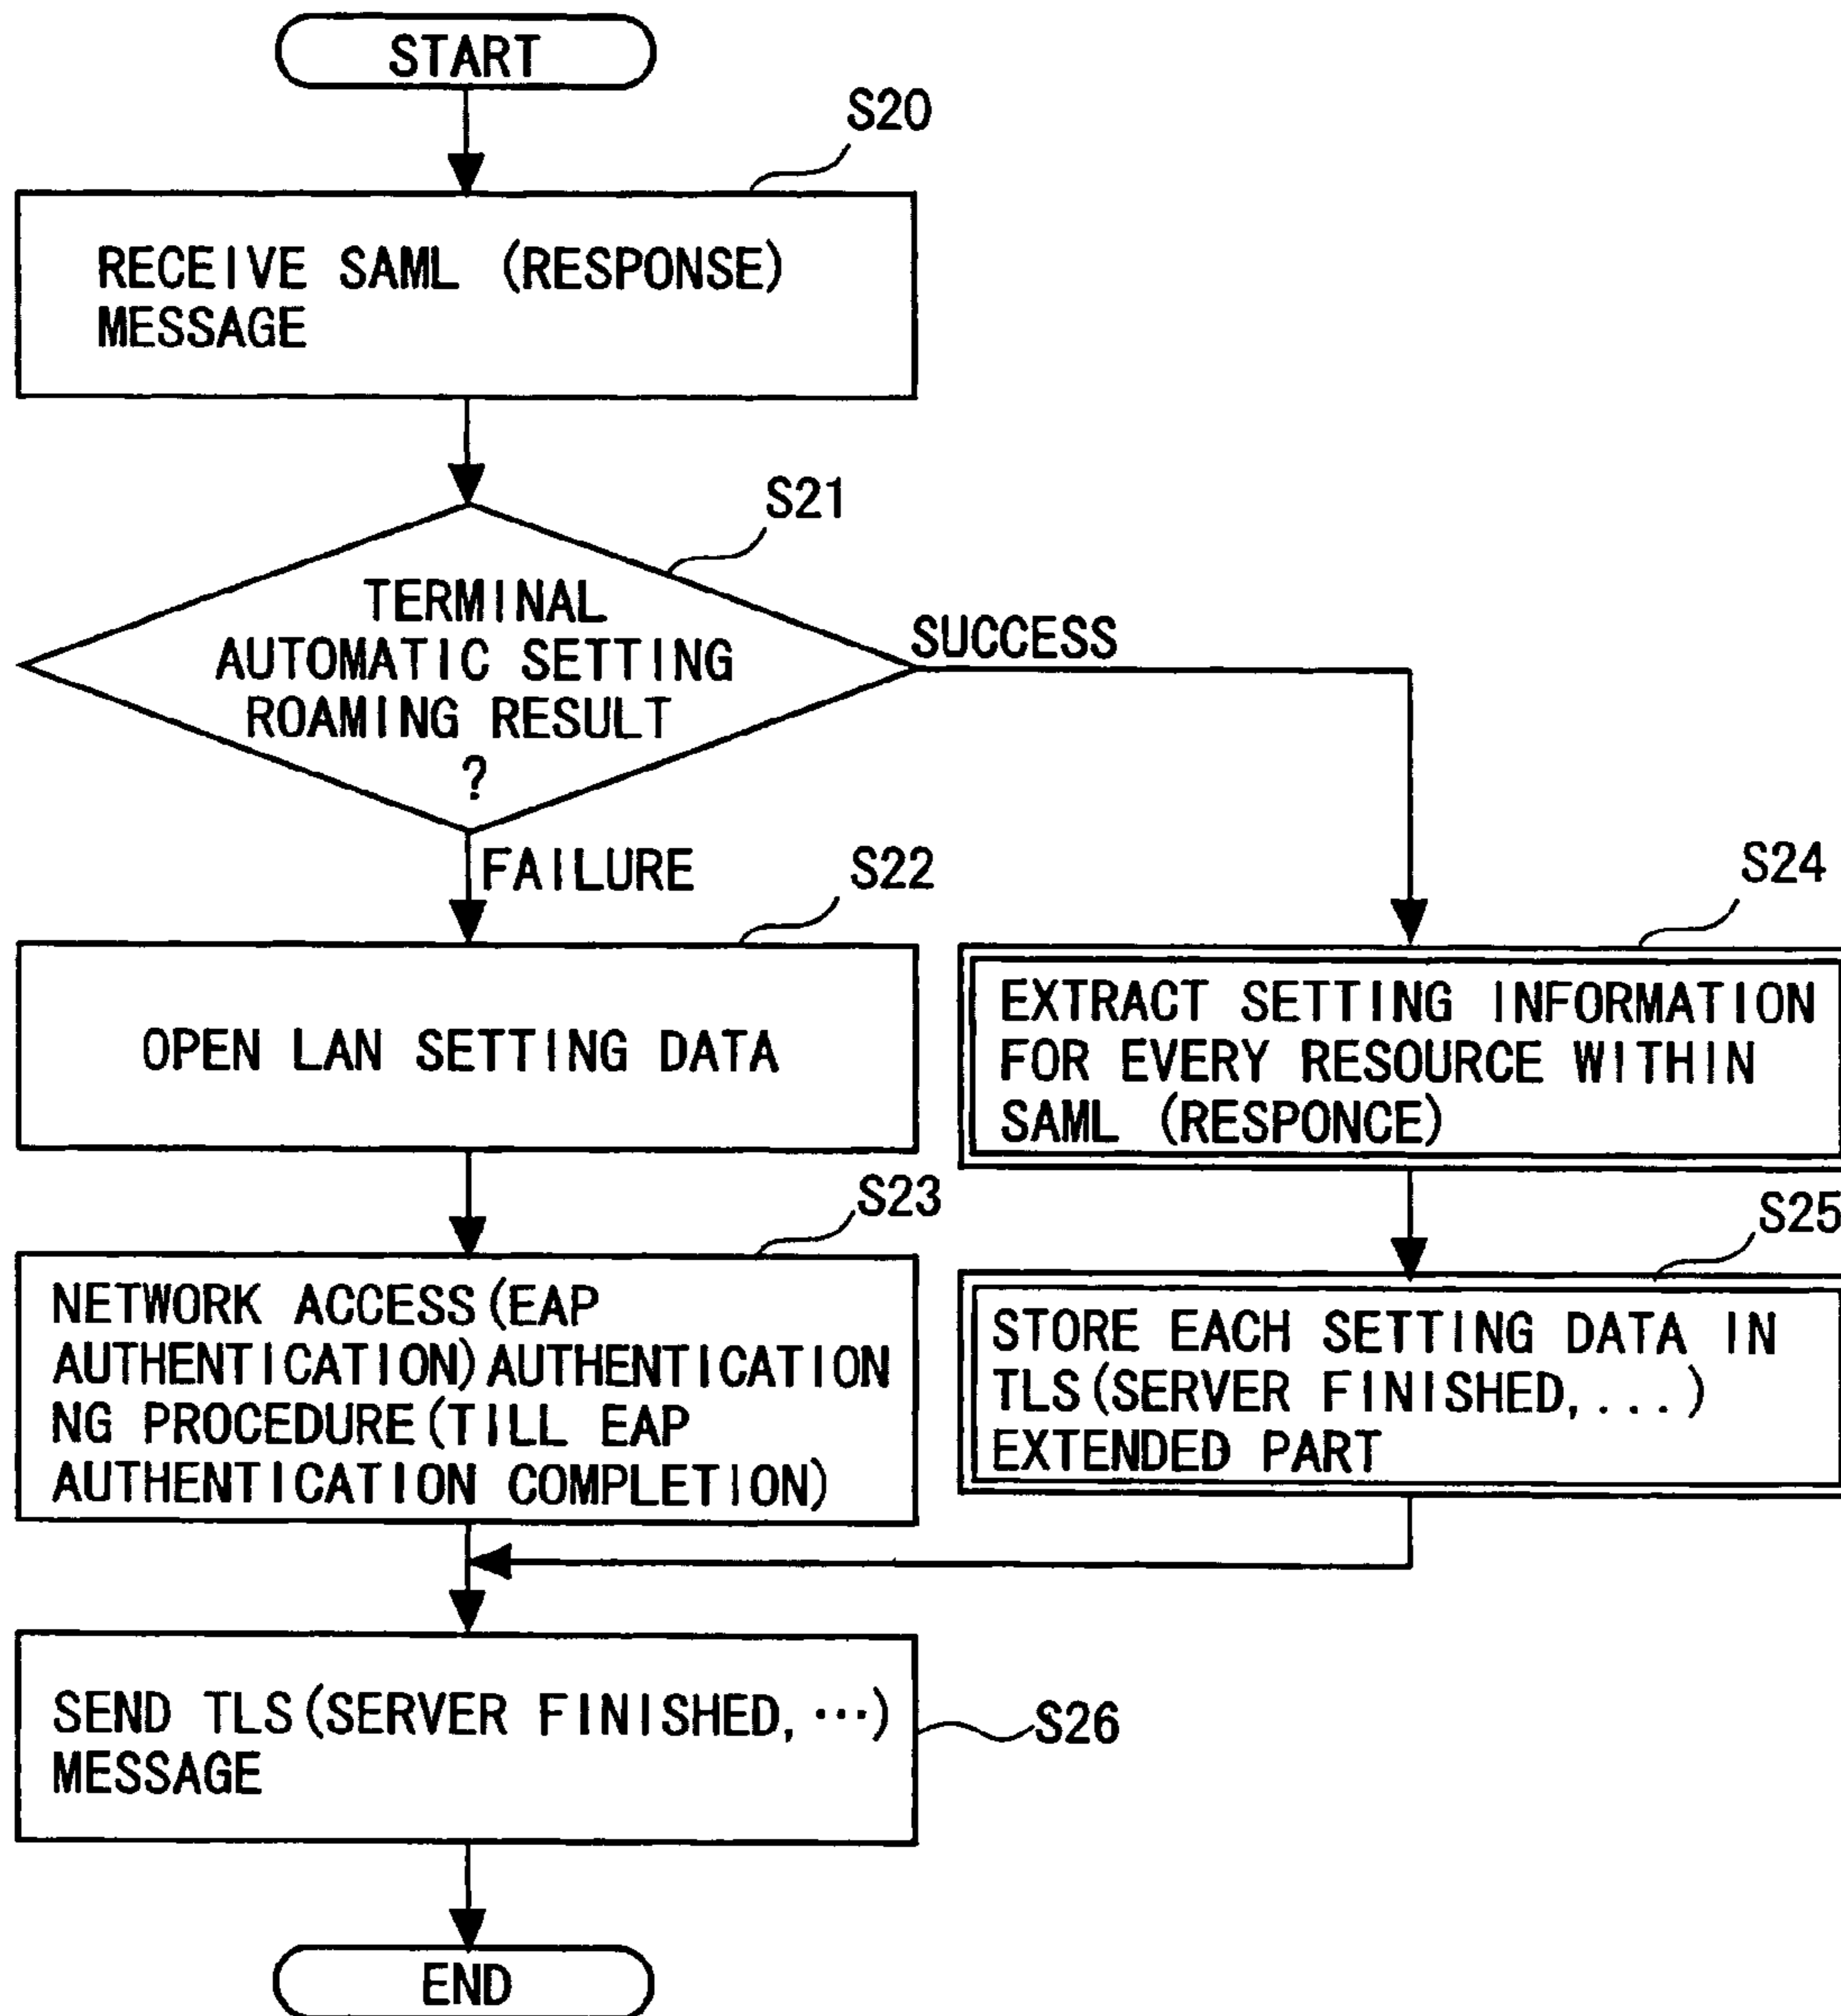 START
S20
RECEIVE SAML (RESPONSE)
MESSAGE
S21
TERMINAL
AUTOMATIC SETTING
ROAMING RESULT
?
SUCCESS
FAILURE
S22
OPEN LAN SETTING DATA
S24
EXTRACT SETTING INFORMATION
FOR EVERY RESOURCE WITHIN
SAML (RESPONCE)
S23
NETWORK ACCESS(EAP
AUTHENTICATION)AUTHENTICATION
NG PROCEDURE(TILL EAP
AUTHENTICATION COMPLETION)
S25
STORE EACH SETTING DATA IN
TLS(SERVER FINISHED,...)
EXTENDED PART
SEND TLS(SERVER FINISHED,...)
MESSAGE
S26
END